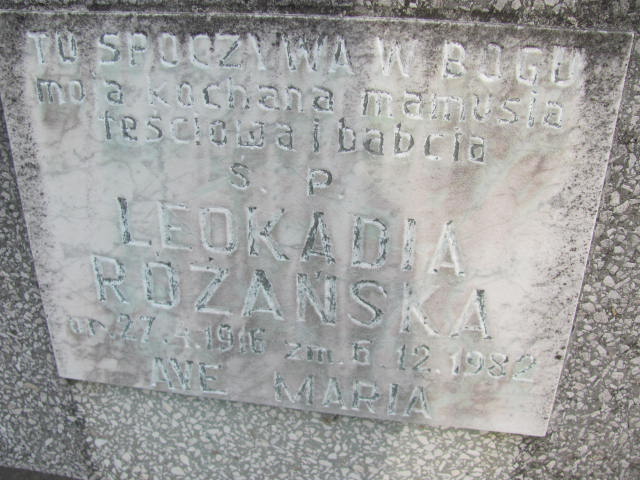 TU SPOCZYWA W BOGU
moja kochana mamusia
teściowa i babcia
Ś. P.
LEOKADIA
RÓŻAŃSKA
ur. 27.4.1916 zm. 6.12.1982
AVE MARIA